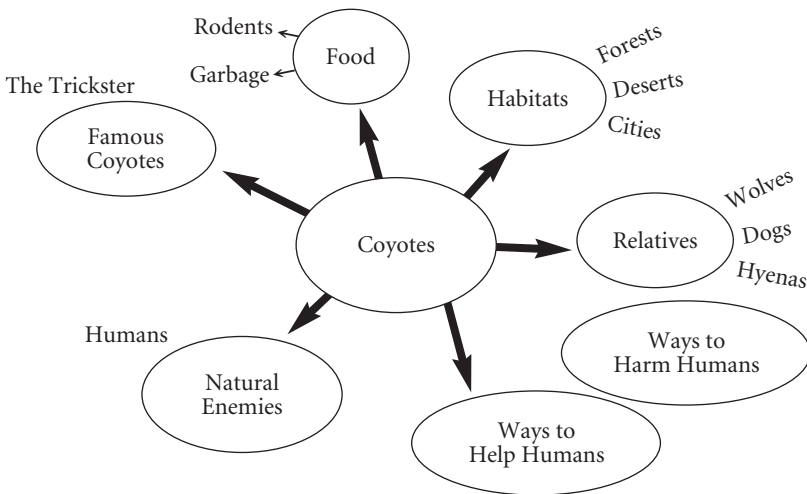 Rodents
Garbage
Food
Forests
Deserts
Cities
Habitats
The Trickster
Famous
Coyotes
Coyotes
Wolves
Dogs
Hyenas
Relatives
Humans
Natural
Enemies
Ways to
Harm Humans
Ways to
Help Humans